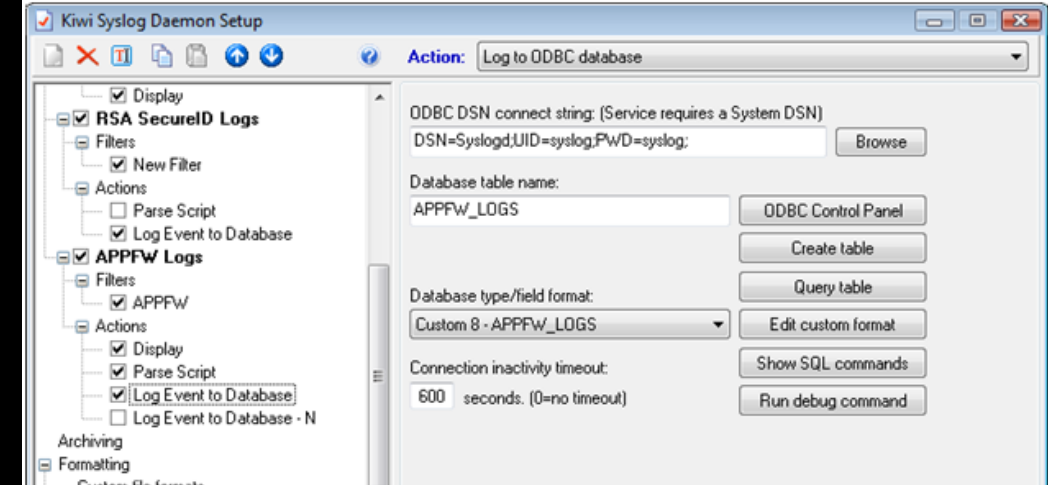 Kiwi Syslog Daemon Setup
Action: Log to ODBC database
Display
RSA SecureID Logs
Filters
New Filter
Actions
Parse Script
Log Event to Database
APPFW Logs
Filters
APPFW
Actions
Display
Parse Script
Log Event to Database
Log Event to Database - N
Archiving
Formatting
Custom file formats
ODBC DSN connect string: (Service requires a System DSN)
DSN=Syslogd;UID=syslog;PWD=syslog;
Browse
Database table name:
APPFW_LOGS
ODBC Control Panel
Create table
Query table
Database type/field format:
Custom 8 - APPFW_LOGS
Edit custom format
Show SQL commands
Connection inactivity timeout:
600 seconds. (0=no timeout)
Run debug command